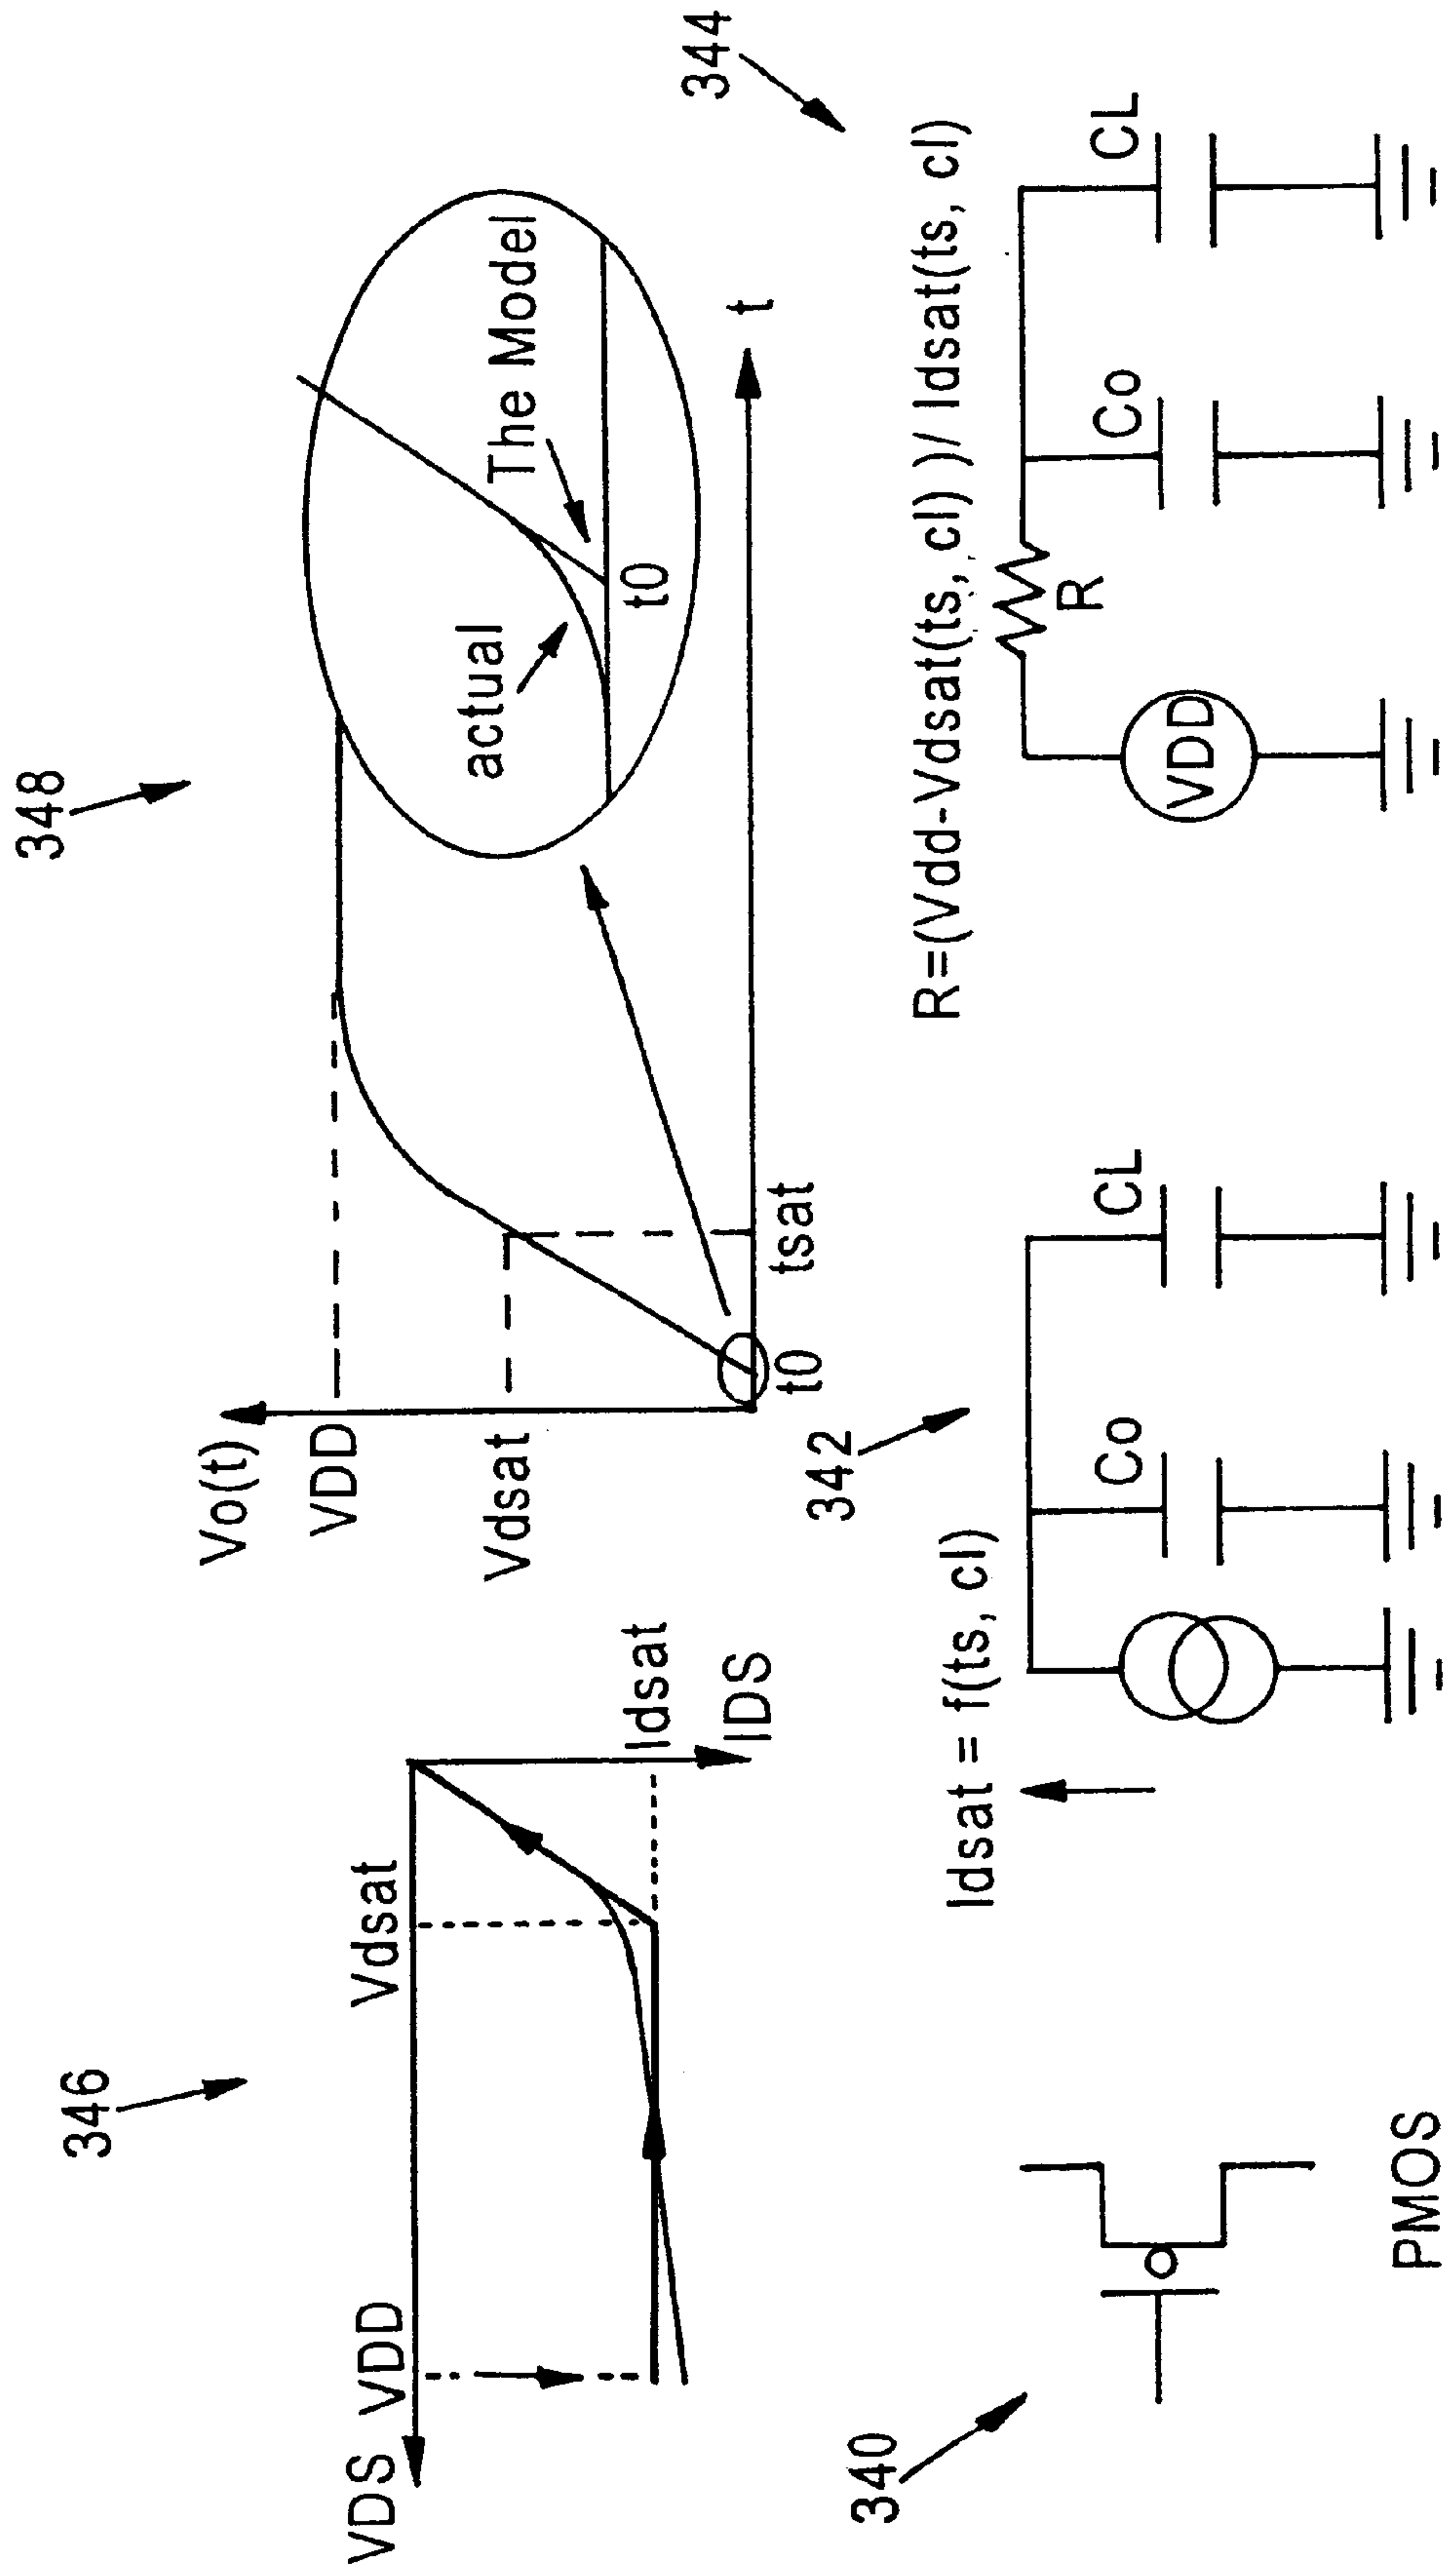 346
VDS
VDD
Vdsat
Idsat
IDS
348
Vo(t)
VDD
Vdsat
t0
tsat
t
actual
The Model
t0
340
PMOS
342
Idsat = f(ts, cl)
Co
CL
344
R=(Vdd-Vdsat(ts, cl) )/ Idsat(ts, cl)
VDD
R
Co
CL